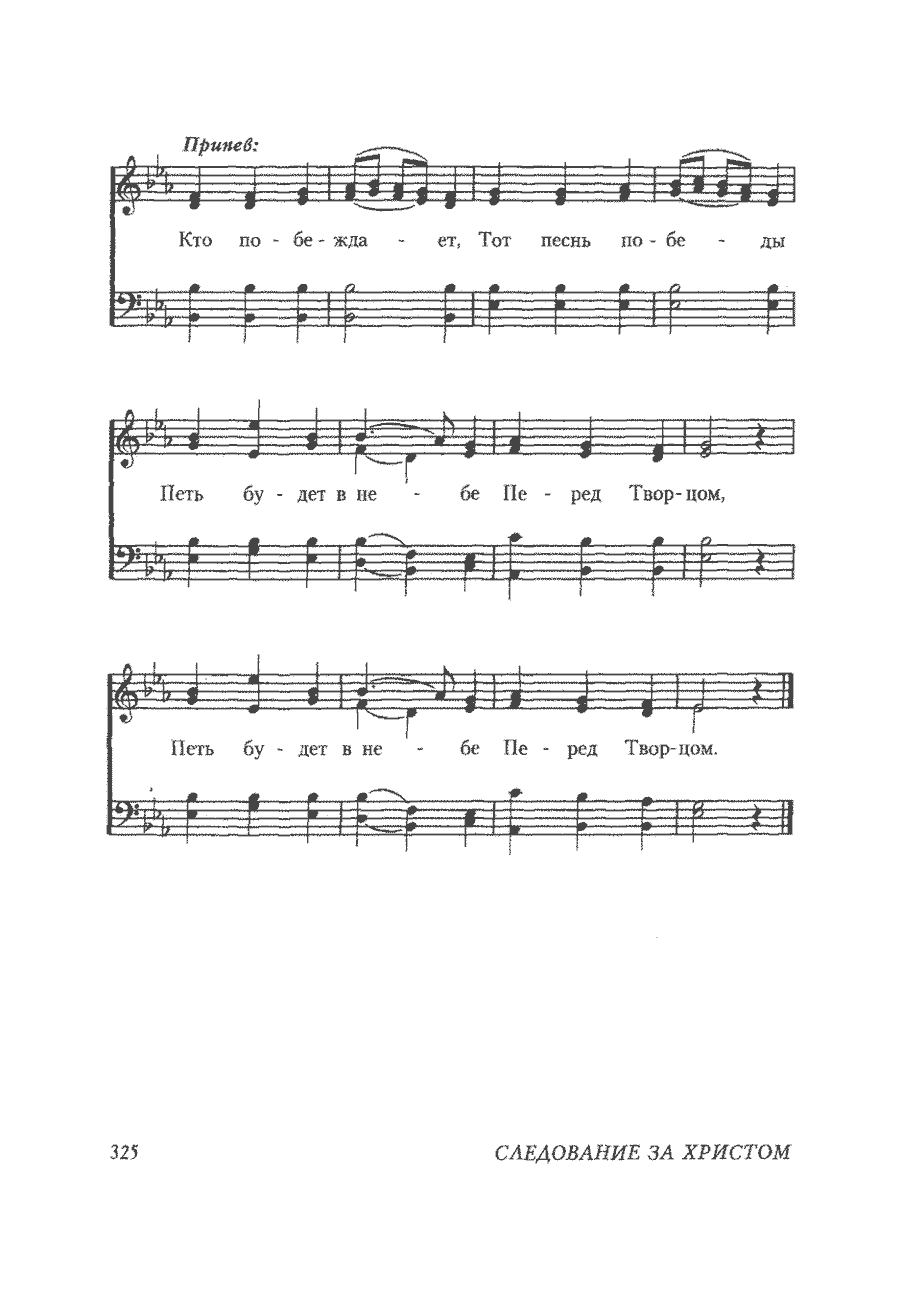 Припев:
Кто по - бе - жда - ет, Тот песнь по - бе - ды
Петь бу - дет в не - бе Пе - ред Твор - цом,
Петь бу - дет в не - бе Пе - ред Твор - цом.
325 СЛЕДОВАНИЕ ЗА ХРИСТОМ